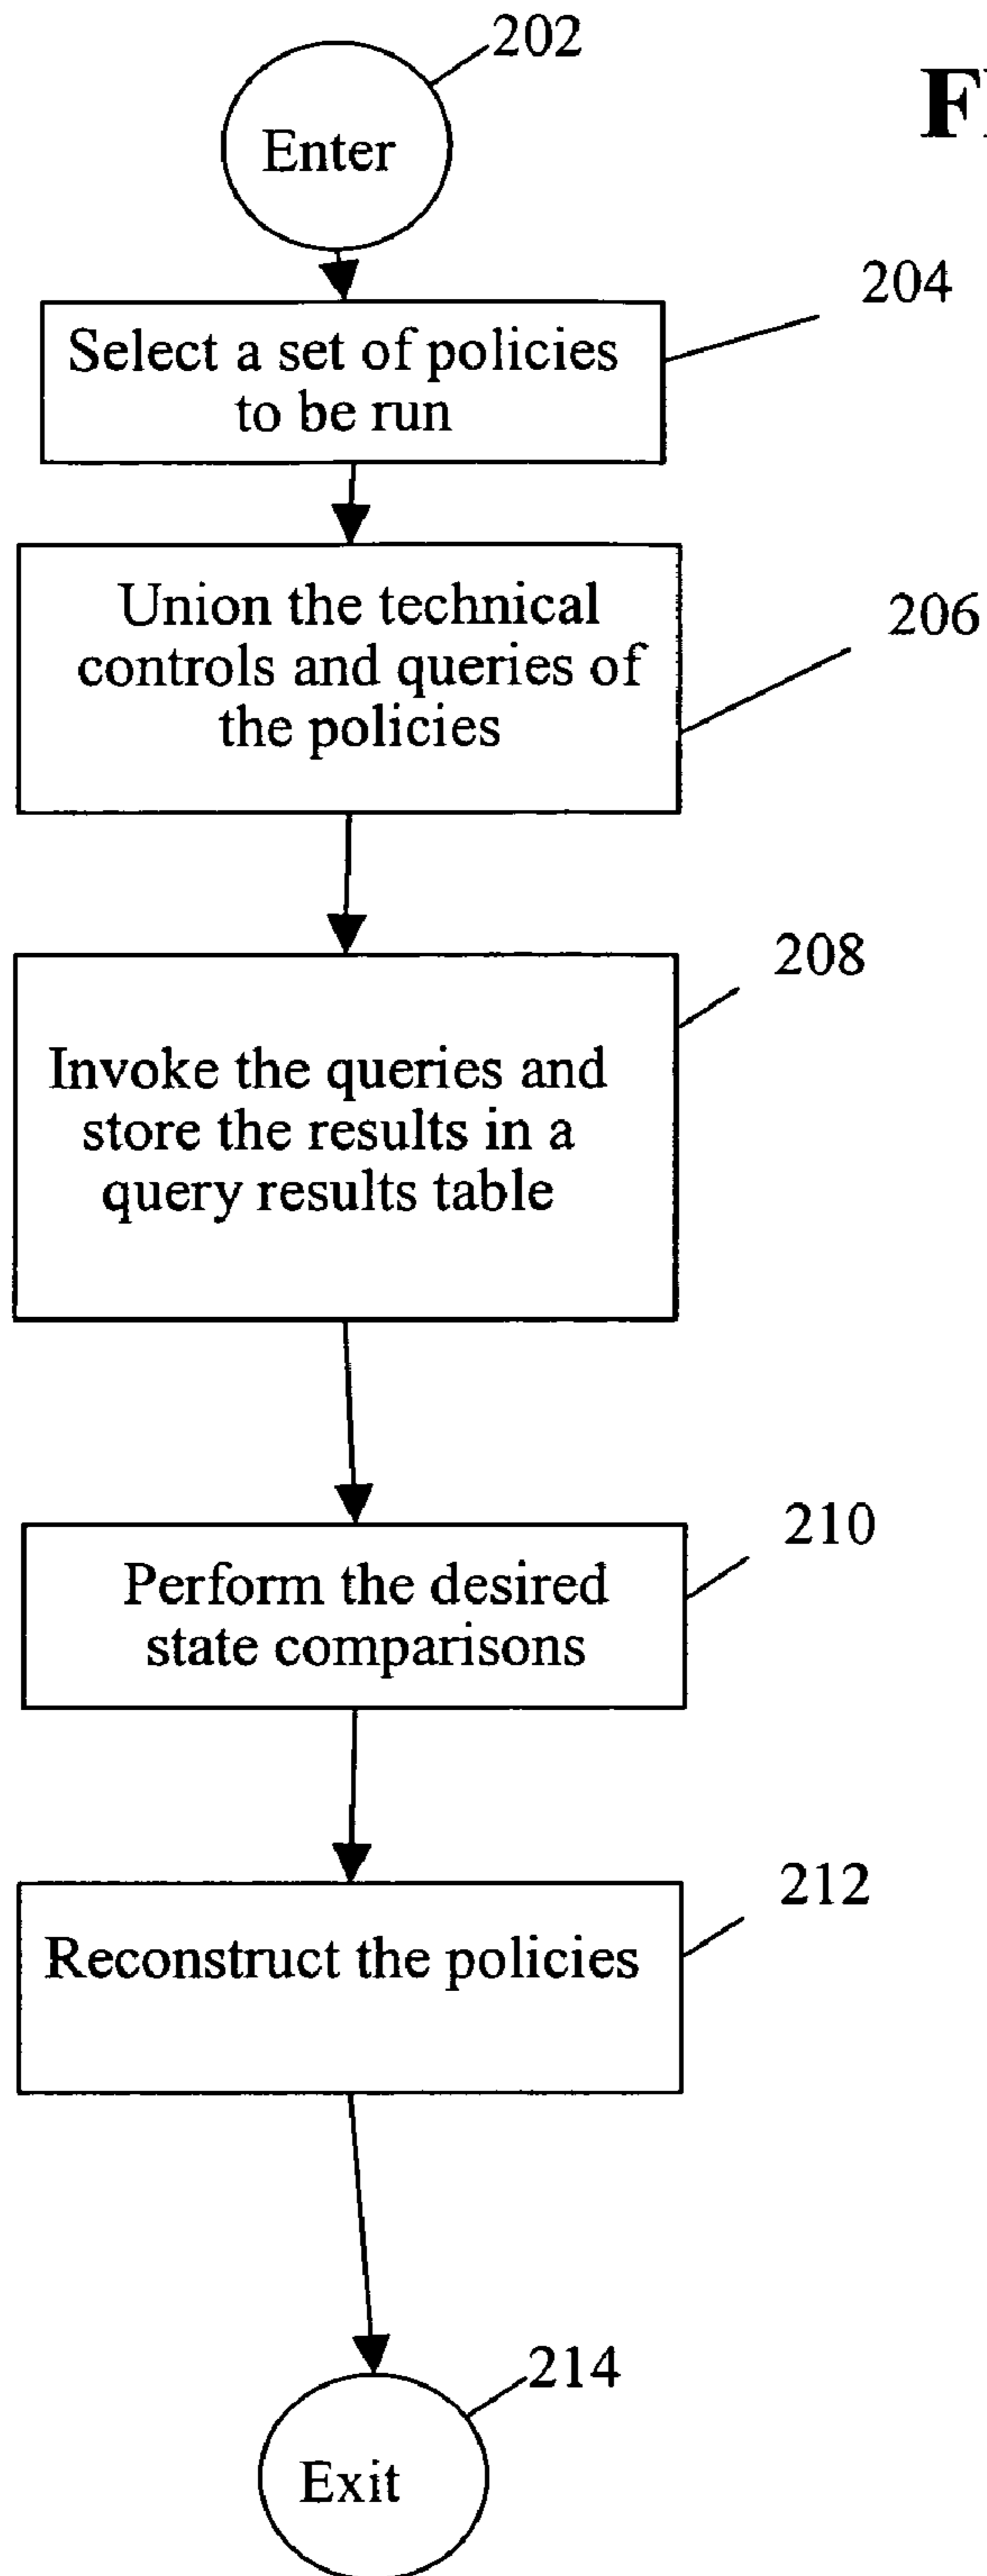 202
Enter
204
Select a set of policies
to be run
Union the technical
controls and queries of
the policies
206
208
Invoke the queries and
store the results in a
query results table
210
Perform the desired
state comparisons
212
Reconstruct the policies
214
Exit